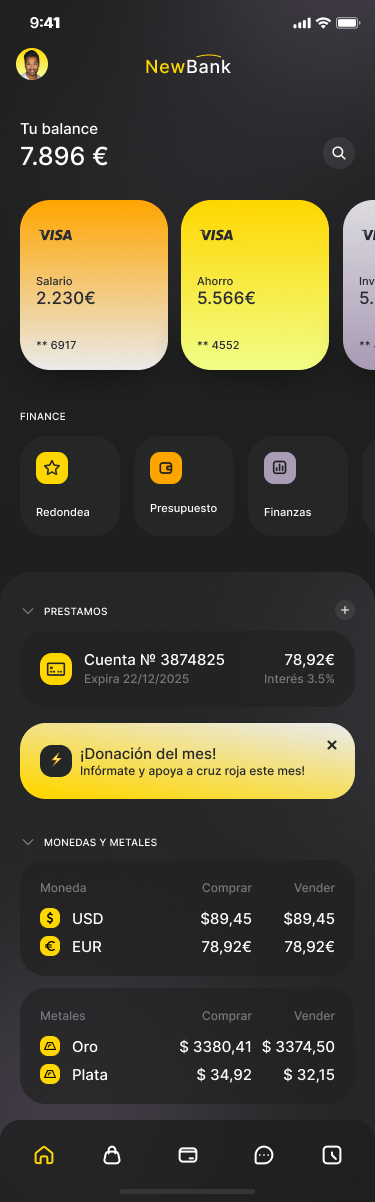 9:41
NewBank
Tu balance
7.896 €
VISA VISA
Salario Ahorro
2.230€ 5.566€ 5.
** 6917 ** 4552 **
FINANCE
Redondea Presupuesto Finanzas
PRESTAMOS
Cuenta Nº 3874825 78,92€
Expira 22/12/2025 Interés 3.5%
¡Donación del mes!
Infórmate y apoya a cruz roja este mes!
MONEDAS Y METALES
Moneda Comprar Vender
USD $89,45 $89,45
EUR 78,92€ 78,92€
Metales Comprar Vender
Oro $ 3380,41 $ 3374,50
Plata $ 34,92 $ 32,15